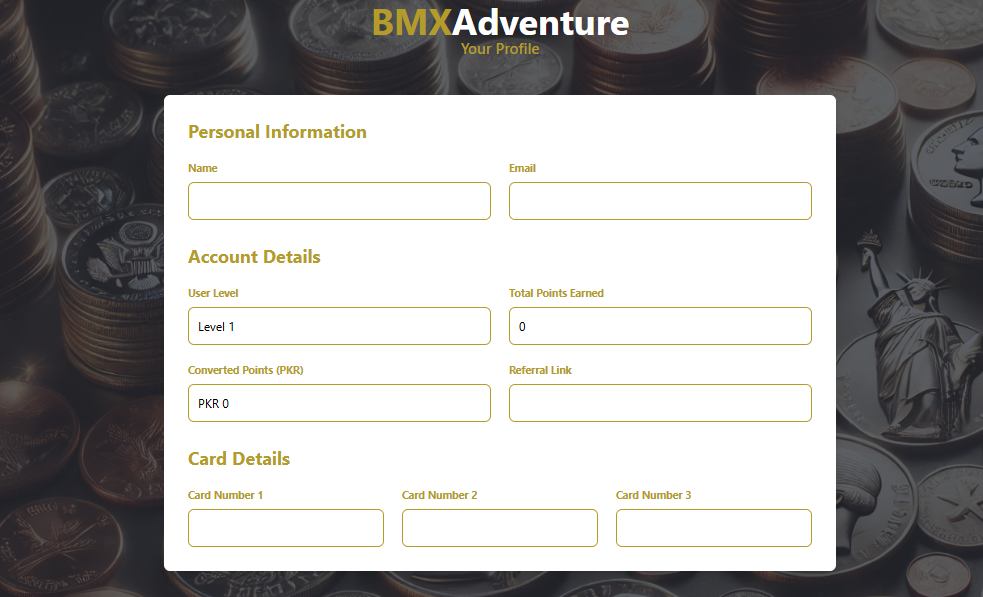 BMXAdventure
Your Profile
Personal Information
Name Email
Account Details
User Level Total Points Earned
Level 1 0
Converted Points (PKR) Referral Link
PKR 0
Card Details
Card Number 1 Card Number 2 Card Number 3